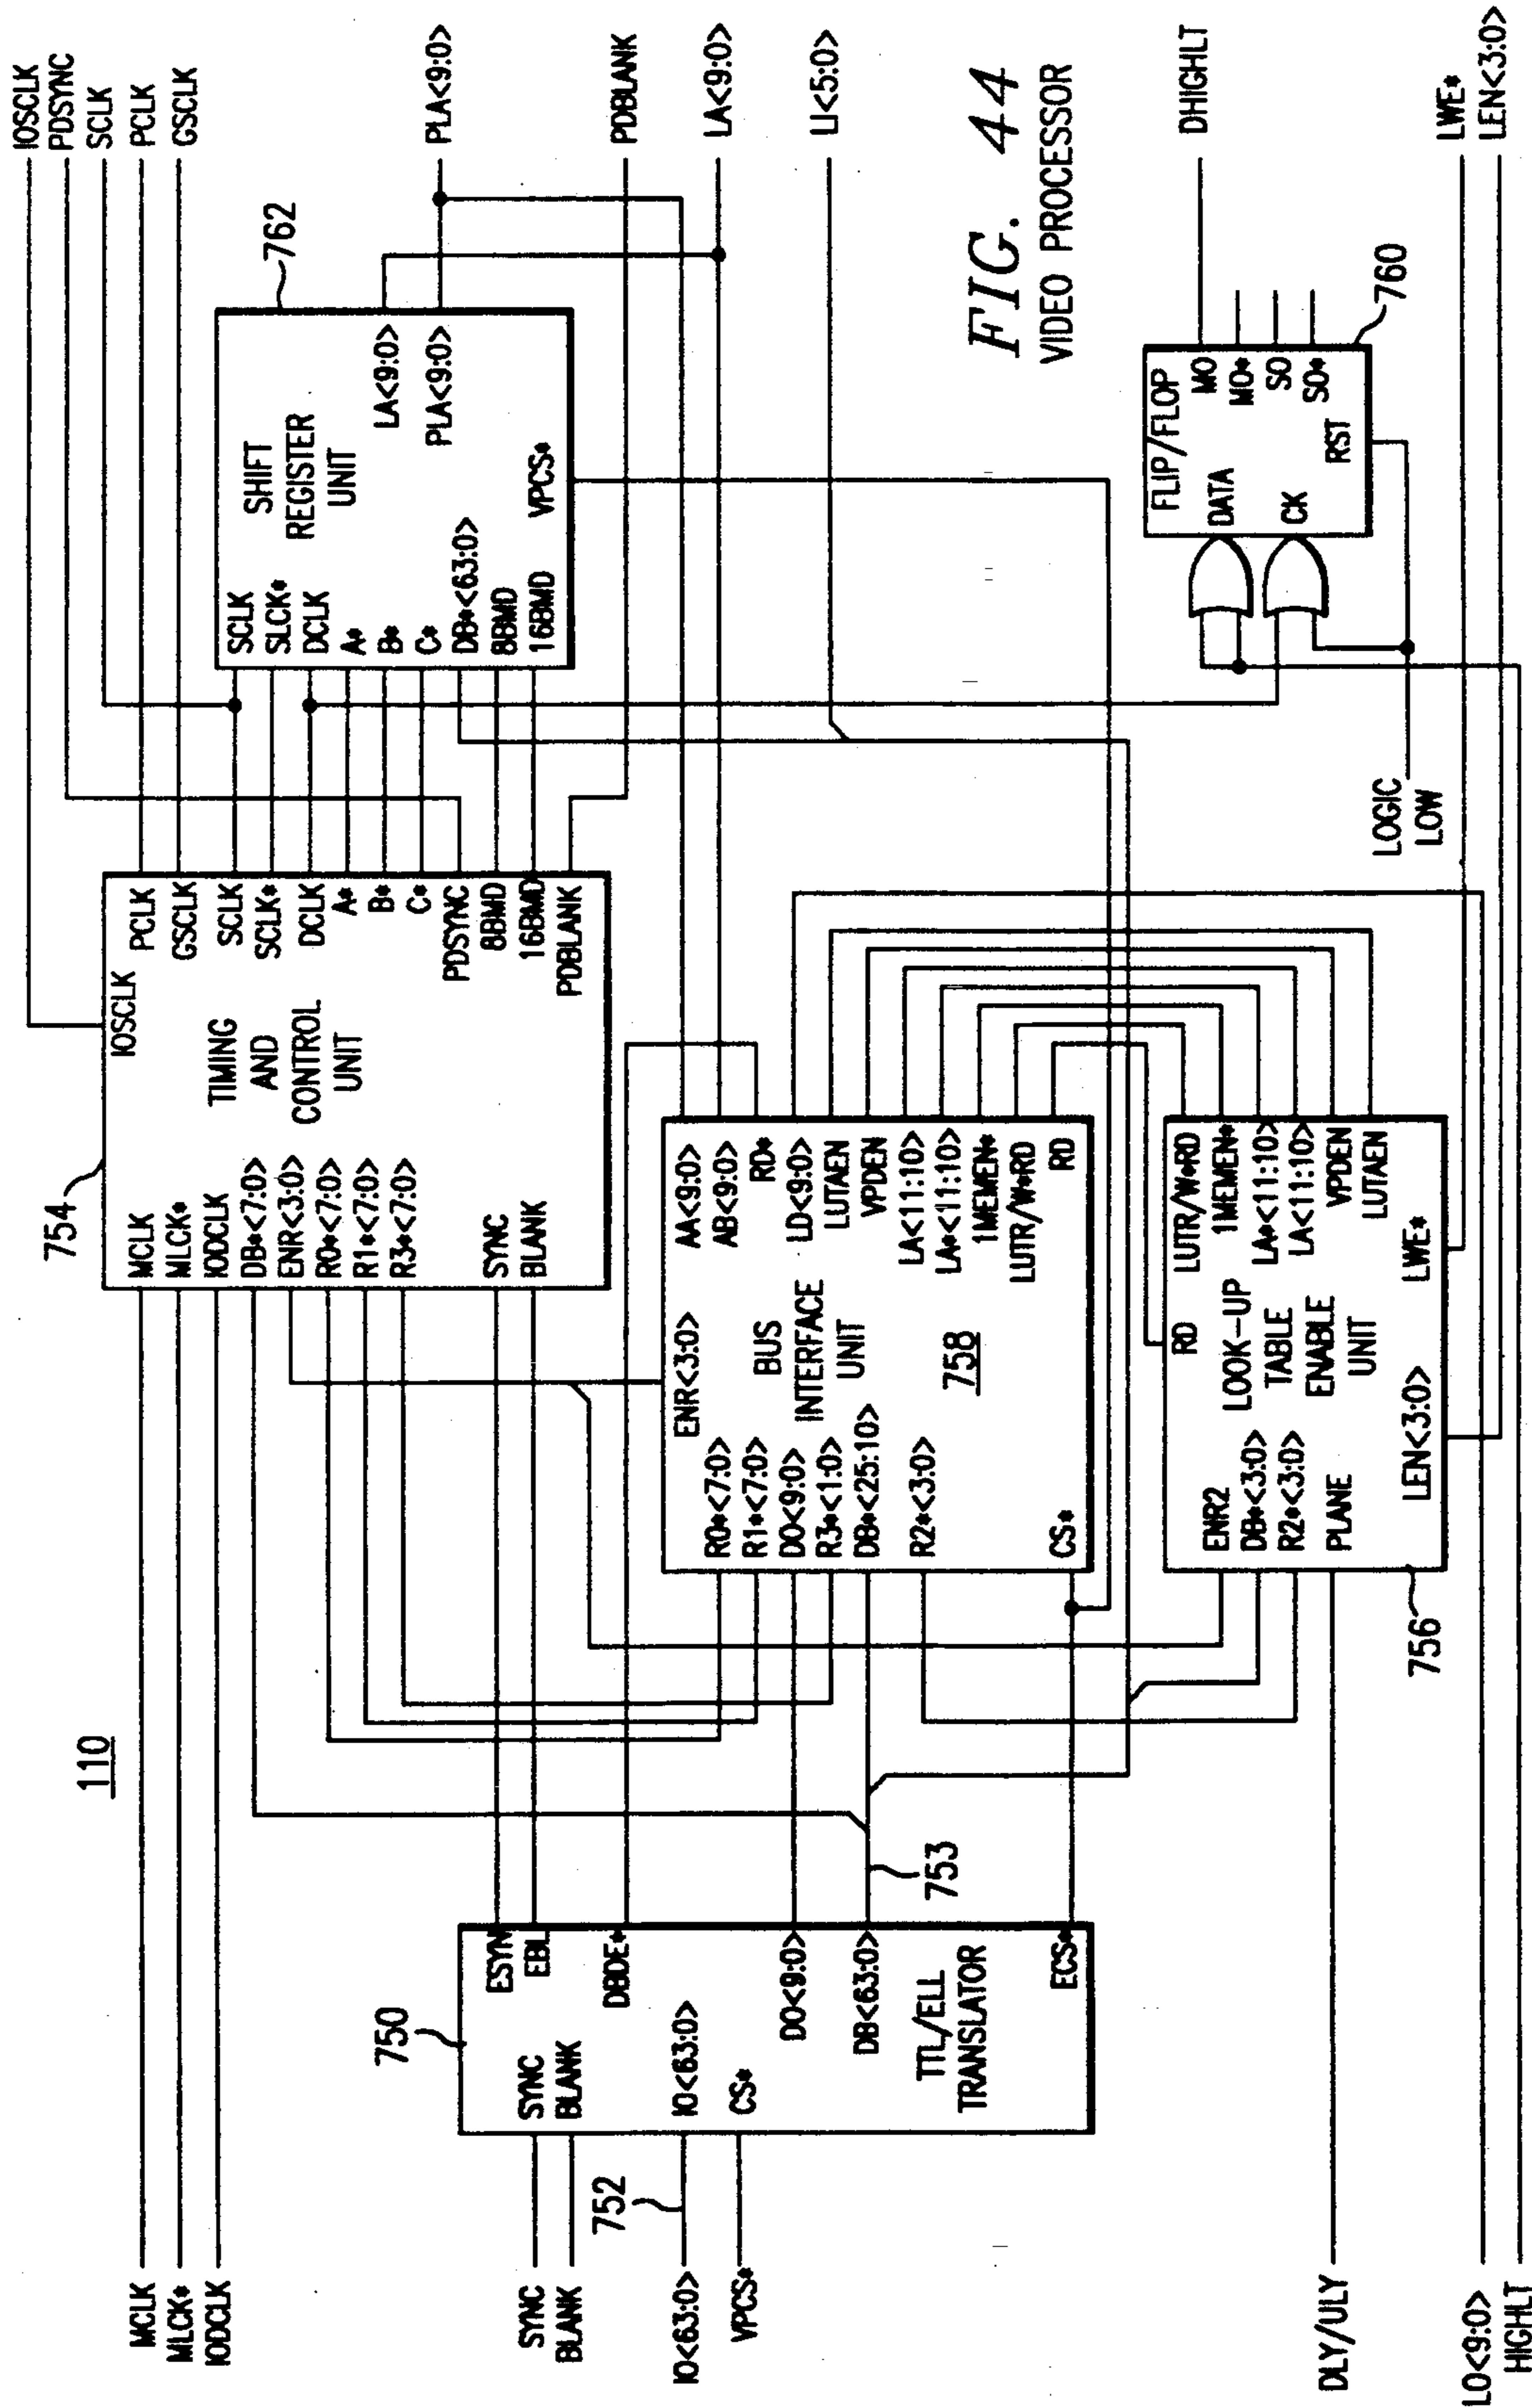 110
MCLK
MLCK*
IODCLK
SYNC
BLANK
IO<63:0>
752
VPCS*
DLY/ULY
LO<9:0>
HIGHLT
750
SYNC
BLANK
IO<63:0>
CS*
ESYN
EBL
DBDE*
DO<9:0>
DB<63:0>
TTL/ELL
TRANSLATOR
ECS*
753
754
MCLK
MLCK*
IODCLK
DB*<7:0>
ENR<3:0>
R0*<7:0>
R1*<7:0>
R3*<7:0>
SYNC
BLANK
TIMING
AND
CONTROL
UNIT
IOSCLK
PCLK
GSCLK
SCLK
SCLK*
DCLK
A*
B*
C*
PDSYNC
8BMD
16BMD
PDBLANK
ENR<3:0>
R0*<7:0>
R1*<7:0>
DO<9:0>
R3*<1:0>
DB*<25:10>
R2*<3:0>
CS*
BUS
INTERFACE
UNIT
758
AA<9:0>
AB<9:0>
RD*
LD<9:0>
LUTAEN
VPDEN
LA<11:10>
LA*<11:10>
1MEMEN*
LUTR/W*RD
RD
756
ENR2
DB*<3:0>
R2*<3:0>
PLANE
RD
LOOK-UP
TABLE
ENABLE
UNIT
LEN<3:0>
LWE*
LUTR/W*RD
1MEMEN*
LA*<11:10>
LA<11:10>
VPDEN
LUTAEN
762
SHIFT
REGISTER
UNIT
SCLK
SLCK*
DCLK
A*
B*
C*
DB*<63:0>
8BMD
16BMD
VPCS*
LA<9:0>
PLA<9:0>
LOGIC
LOW
FLIP/FLOP
DATA
CK
RST
MO
MO*
SO
SO*
760
IOSCLK
PDSYNC
SCLK
PCLK
GSCLK
PLA<9:0>
PDBLANK
LA<9:0>
LI<5:0>
DHIGHLT
LWE*
LEN<3:0>
FIG. 44
VIDEO PROCESSOR